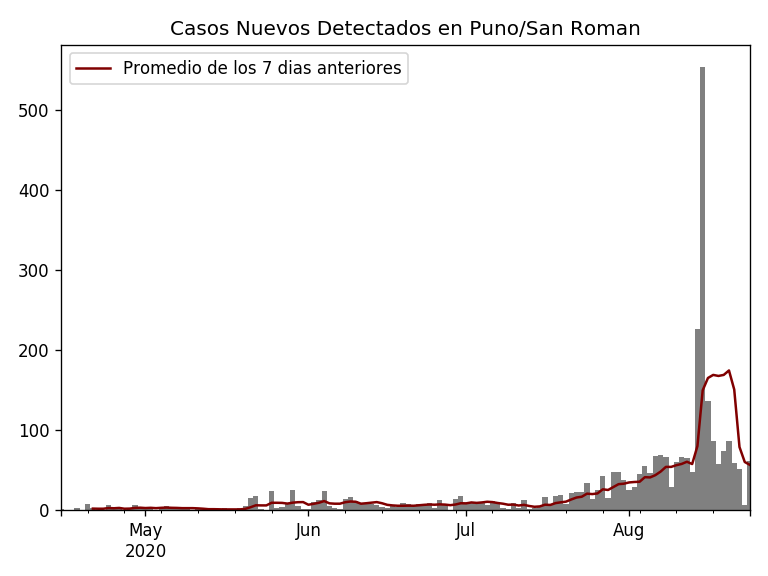 Casos Nuevos Detectados en Puno/San Roman
Promedio de los 7 dias anteriores
500
400
300
200
100
0
May Jun Jul Aug
2020